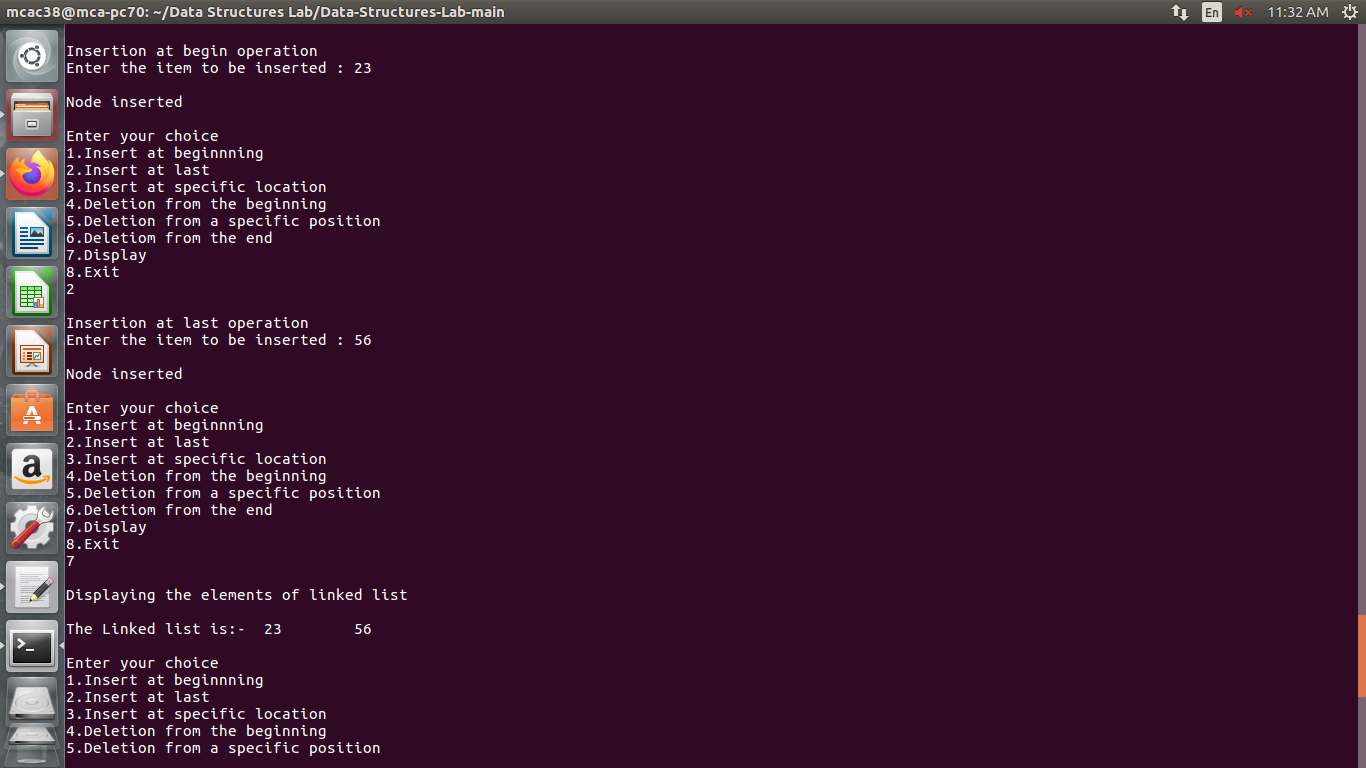 mcac38@mca-pc70: ~/Data Structures Lab/Data-Structures-Lab-main
En
11:32 AM
Insertion at begin operation
Enter the item to be inserted : 23
Node inserted
Enter your choice
1.Insert at beginnning
2.Insert at last
3.Insert at specific location
4.Deletion from the beginning
5.Deletion from a specific position
6.Deletiom from the end
7.Display
8.Exit
2
Insertion at last operation
Enter the item to be inserted : 56
Node inserted
Enter your choice
1.Insert at beginnning
2.Insert at last
3.Insert at specific location
4.Deletion from the beginning
5.Deletion from a specific position
6.Deletiom from the end
7.Display
8.Exit
7
Displaying the elements of linked list
The Linked list is:-  23        56
Enter your choice
1.Insert at beginnning
2.Insert at last
3.Insert at specific location
4.Deletion from the beginning
5.Deletion from a specific position